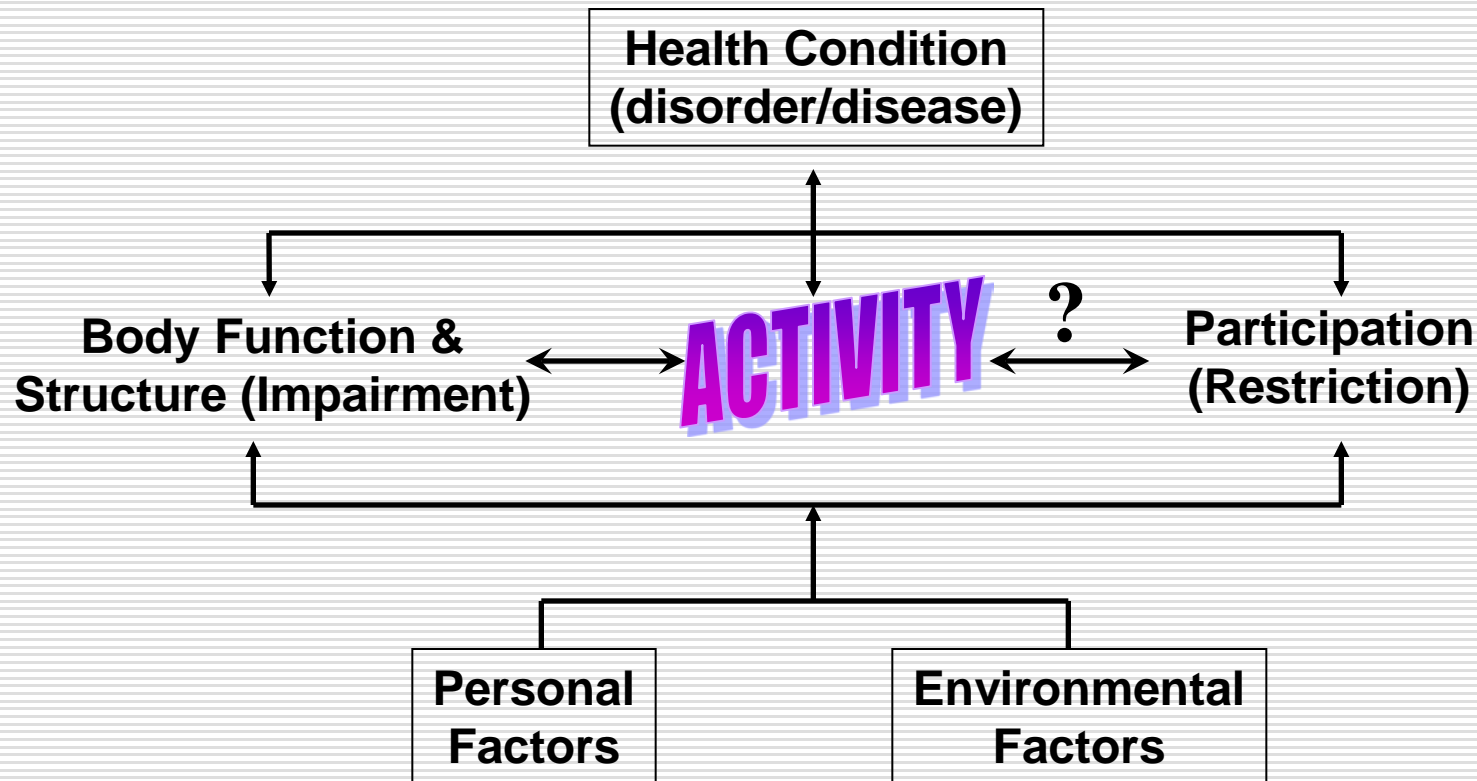 Health Condition
(disorder/disease)
Body Function &
Structure (Impairment)
ACTIVITY
?
Participation
(Restriction)
Personal
Factors
Environmental
Factors